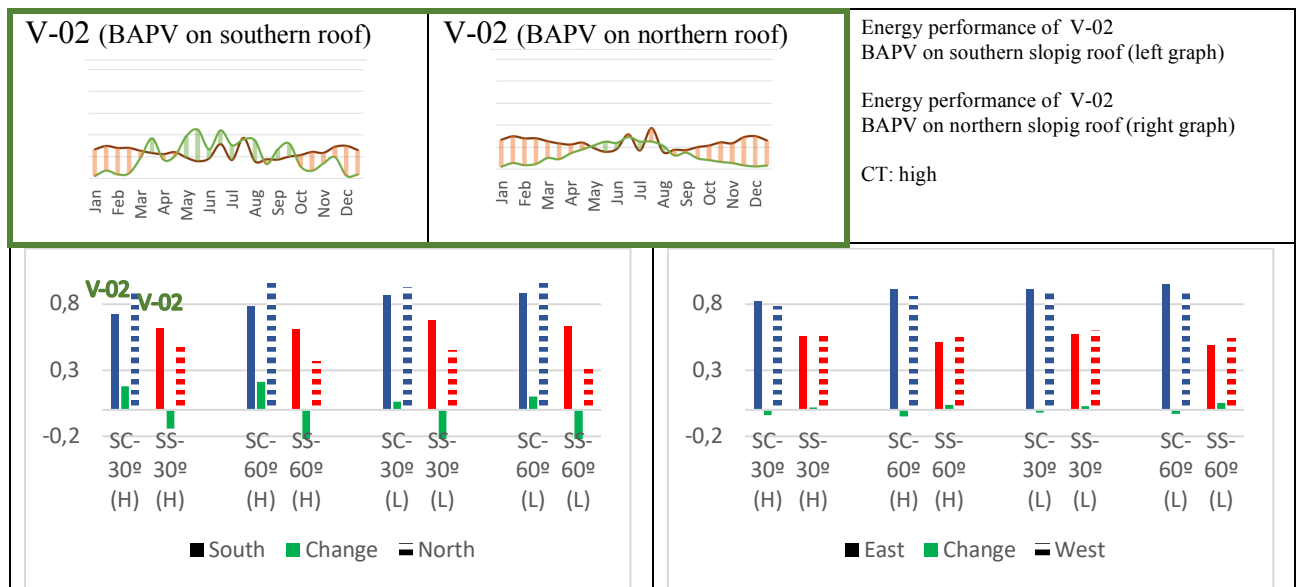 V-02 (BAPV on southern roof)
Jan Feb Mar Apr May Jun Jul Aug Sep Oct Nov Dec
V-02 (BAPV on northern roof)
Jan Feb Mar Apr May Jun Jul Aug Sep Oct Nov Dec
Energy performance of V-02
BAPV on southern slopig roof (left graph)
Energy performance of V-02
BAPV on northern slopig roof (right graph)
CT: high
V-02
V-02
0,8
0,3
-0,2
SC- SS- SC- SS- SC- SS- SC- SS-
30º 30º 60º 60º 30º 30º 60º 60º
(H) (H) (H) (H) (L) (L) (L) (L)
South Change North
0,8
0,3
-0,2
SC- SS- SC- SS- SC- SS- SC- SS-
30º 30º 60º 60º 30º 30º 60º 60º
(H) (H) (H) (H) (L) (L) (L) (L)
East Change West